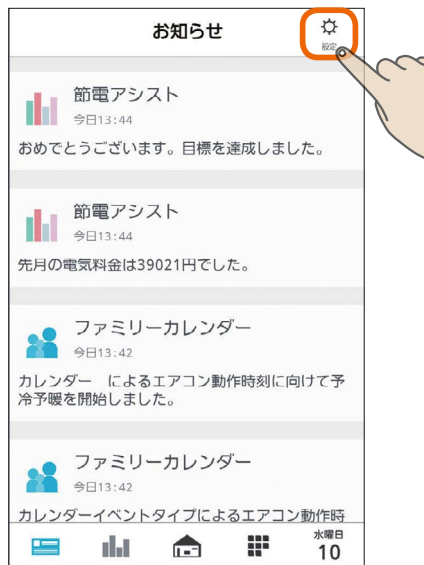 お知らせ
設定
節電アシスト
今日13:44
おめでとうございます。目標を達成しました。
節電アシスト
今日13:44
先月の電気料金は39021円でした。
ファミリーカレンダー
今日13:42
カレンダー　によるエアコン動作時刻に向けて予
冷予暖を開始しました。
ファミリーカレンダー
今日13:42
カレンダーイベントタイプによるエアコン動作時
水曜日
10